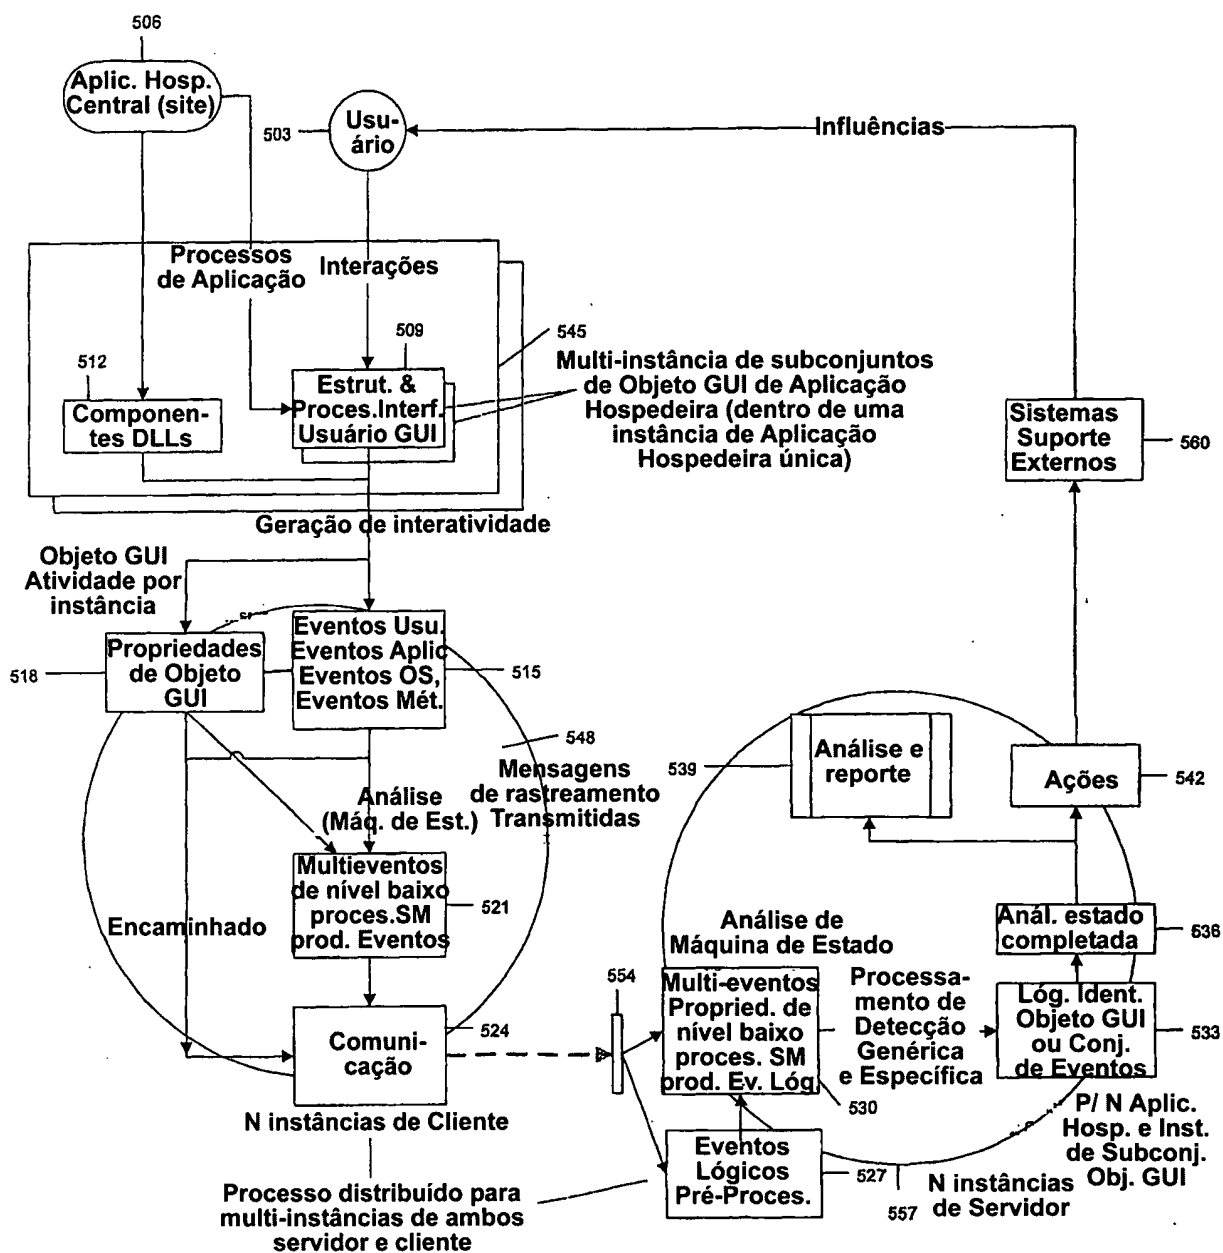 506
Aplic. Hosp.
Central (site)
503
Usu-
ário
Influências
Processos
de Aplicação
Interações
545
509
512
Multi-instância de subconjuntos
de Objeto GUI de Aplicação
Hospedeira (dentro de uma
instância de Aplicação
Hospedeira única)
Estrut. &
Proces.Interf.
Usuário GUI
Componen-
tes DLLs
Sistemas
Suporte
Externos
560
Geração de interatividade
Objeto GUI
Atividade por
instância
Propriedades
de Objeto
GUI
518
Eventos Usu.
Eventos Aplic
Eventos OS,
Eventos Mét.
515
548
Mensagens
de rastreamento
Transmitidas
Análise
(Máq. de Est.)
539
Análise e
reporte
Ações
542
Multieventos
de nível baixo
proces.SM
prod. Eventos
521
Encaminhado
Análise de
Máquina de Estado
Anál. estado
completada
536
554
Multi-eventos
Propried. de
nível baixo
proces. SM
prod. Ev. Lóg.
530
Processa-
mento de
Detecção
Genérica
e Específica
Lóg. Ident.
Objeto GUI
ou Conj.
de Eventos
533
524
Comuni-
cação
N instâncias de Cliente
P/ N Aplic.
Hosp. e Inst.
de Subconj.
Obj. GUI
Eventos
Lógicos
Pré-Proces.
527
557
N instâncias
de Servidor
Processo distribuído para
multi-instâncias de ambos
servidor e cliente